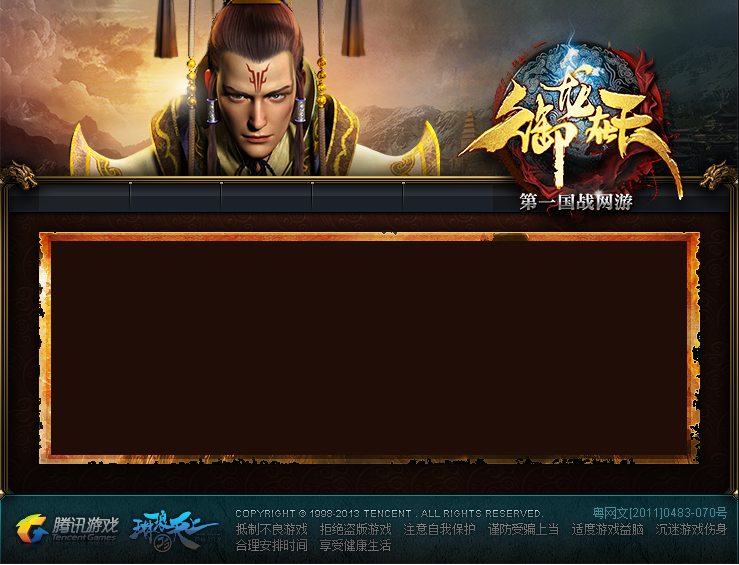 御龙在天
第一国战网游
腾讯游戏
Tencent Games
COPYRIGHT © 1998-2013 TENCENT . ALL RIGHTS RESERVED.
粤网文[2011]0483-070号
抵制不良游戏 拒绝盗版游戏 注意自我保护 谨防受骗上当 适度游戏益脑 沉迷游戏伤身
合理安排时间 享受健康生活